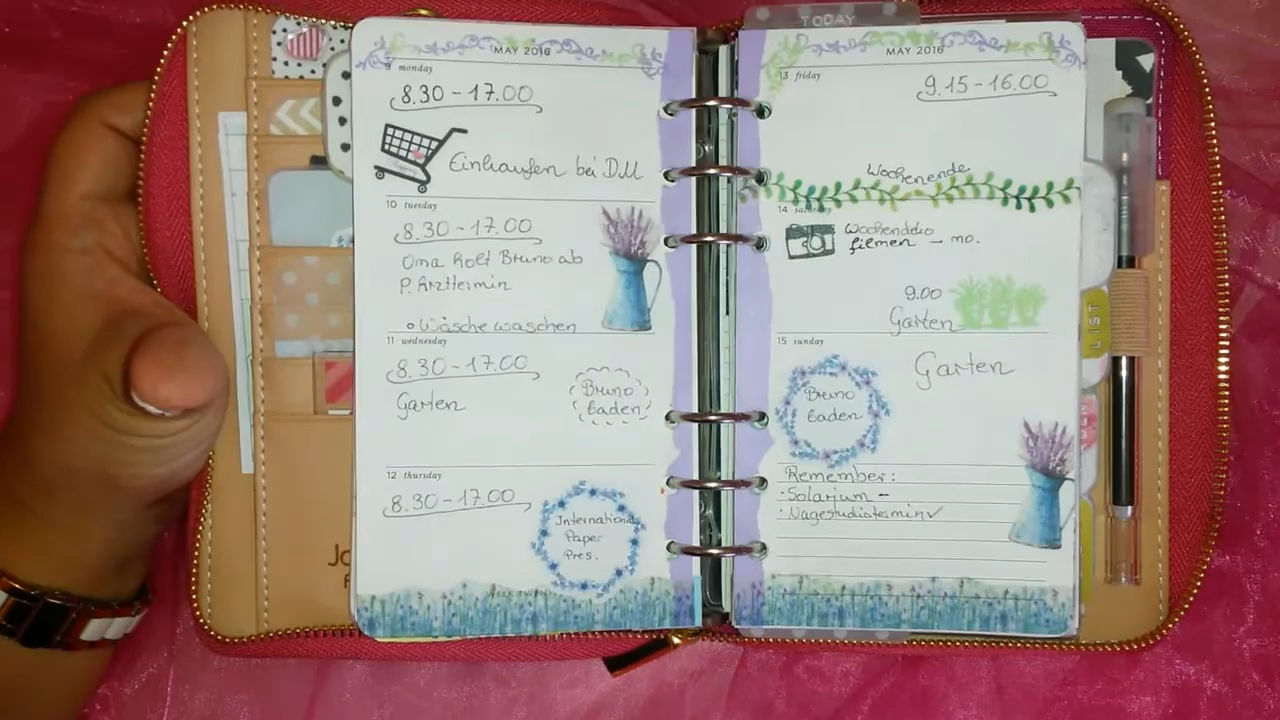 MAY 2016
9 monday
8.30 - 17.00
Einkaufen bei DM
10 tuesday
8.30 - 17.00
Oma holt Bruno ab
P. Arzttermin
Wäsche waschen
11 wednesday
8.30 - 17.00
Garten
Bruno
baden
12 thursday
8.30 - 17.00
International
Paper
Pres.
TODAY
MAY 2016
13 friday
9.15 - 16.00
Wochenende
14 saturday
Wochendeko
filmen - mo.
9.00
Garten
15 sunday
Garten
Bruno
baden
Remember:
· Solarium -
· Nagestudiotermin ✓
LIST